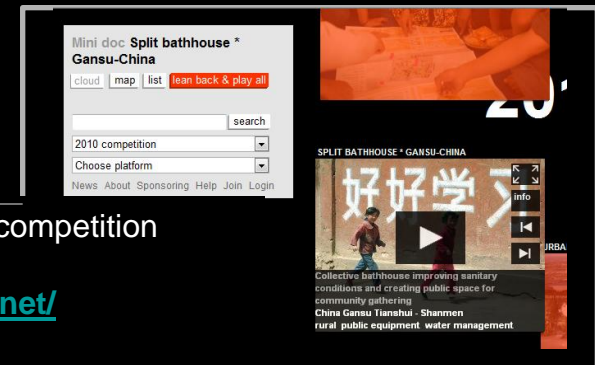 Mini doc Split bathhouse *
Gansu-China
cloud map list lean back & play all
search
2010 competition
Choose platform
News About Sponsoring Help Join Login
competition
net/
201
SPLIT BATHHOUSE * GANSU-CHINA
好好学习
info
Collective bathhouse improving sanitary
conditions and creating public space for
community gathering
China Gansu Tianshui - Shanmen
rural public equipment water management
URBA